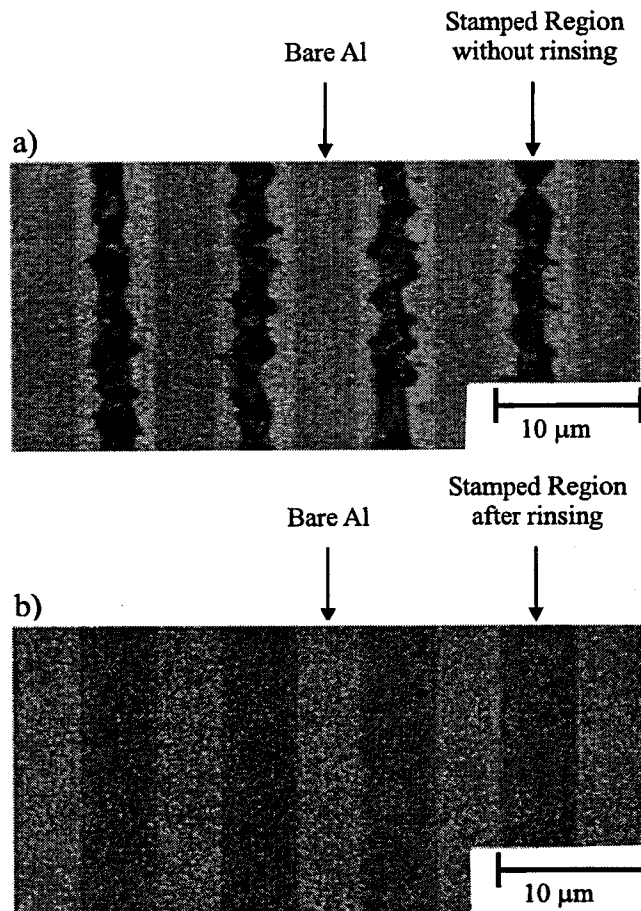 Bare Al
Stamped Region
without rinsing
a)
10 µm
Bare Al
Stamped Region
after rinsing
b)
10 µm